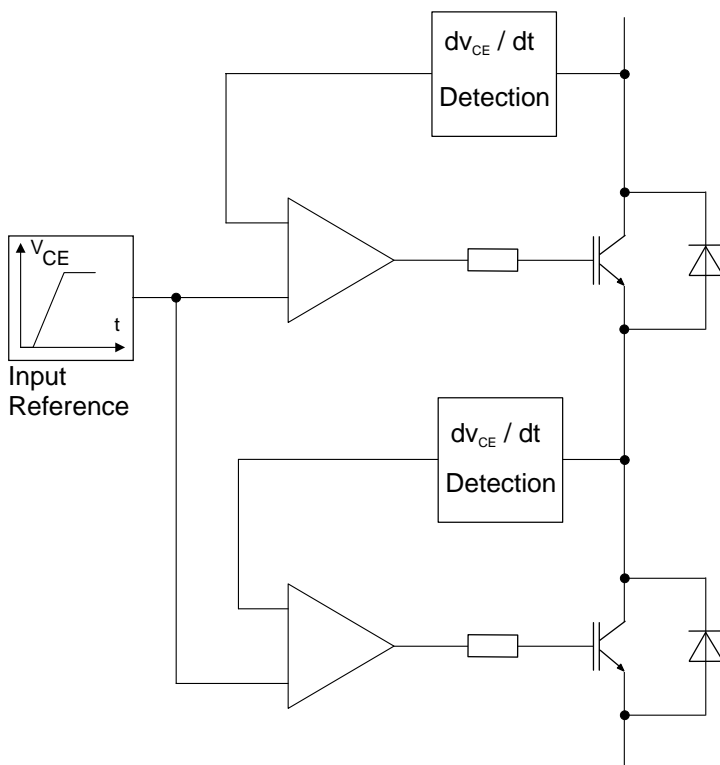 dv_CE / dt
Detection
V_CE
t
Input
Reference
dv_CE / dt
Detection